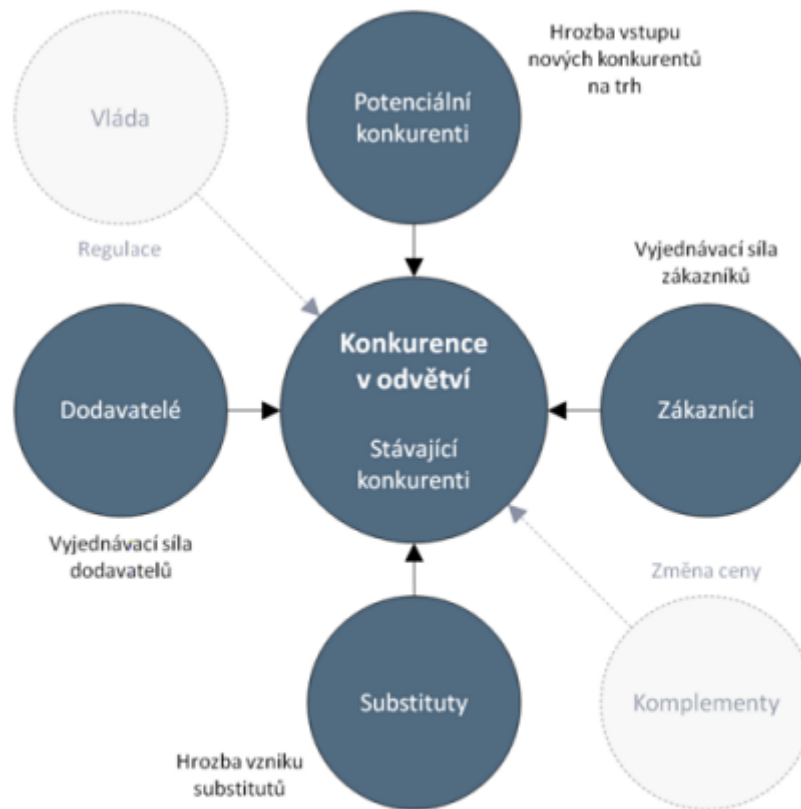 Hrozba vstupu
nových konkurentů
na trh
Potenciální
konkurenti
Vláda
Regulace
Vyjednávací síla
zákazníků
Konkurence
v odvětví
Stávající
konkurenti
Dodavatelé
Zákazníci
Vyjednávací síla
dodavatelů
Změna ceny
Substituty
Komplementy
Hrozba vzniku
substitutů